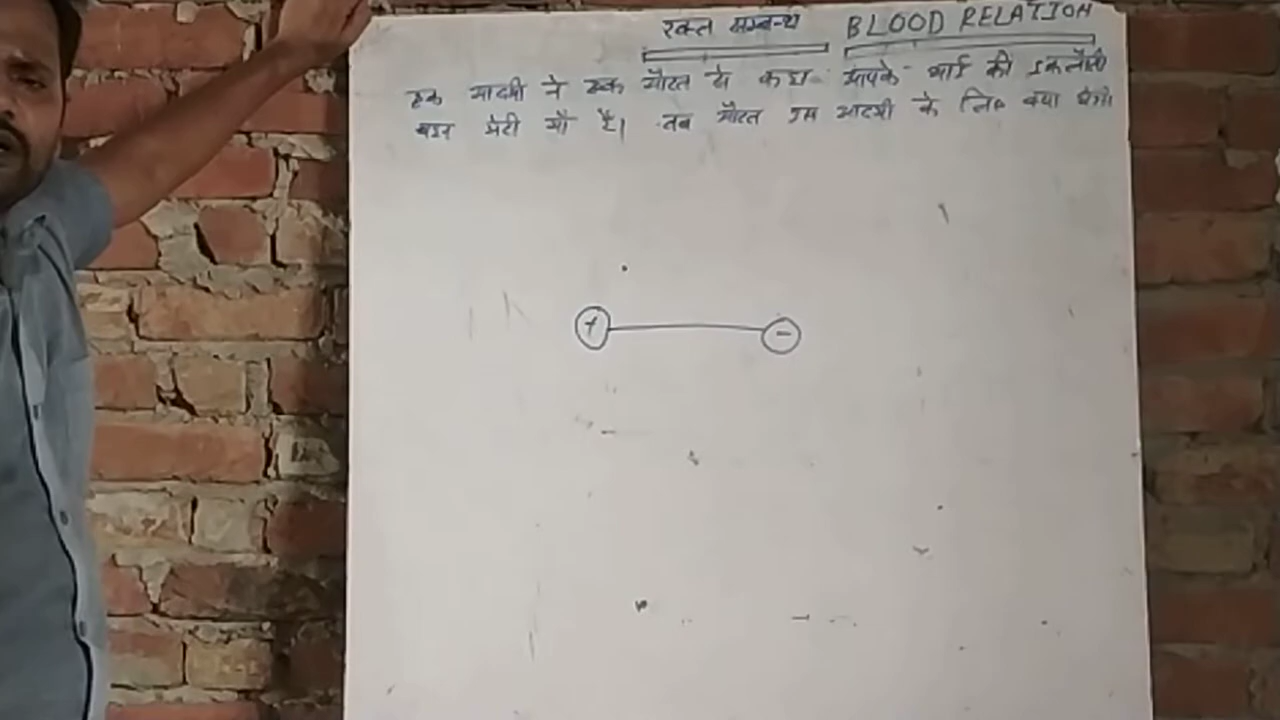 रक्त सम्बन्ध BLOOD RELATION
एक आदमी ने एक औरत से कहा आपके भाई की इकलौती
बहन मेरी माँ है। तब औरत उस आदमी के लिए क्या होगी।
+ -